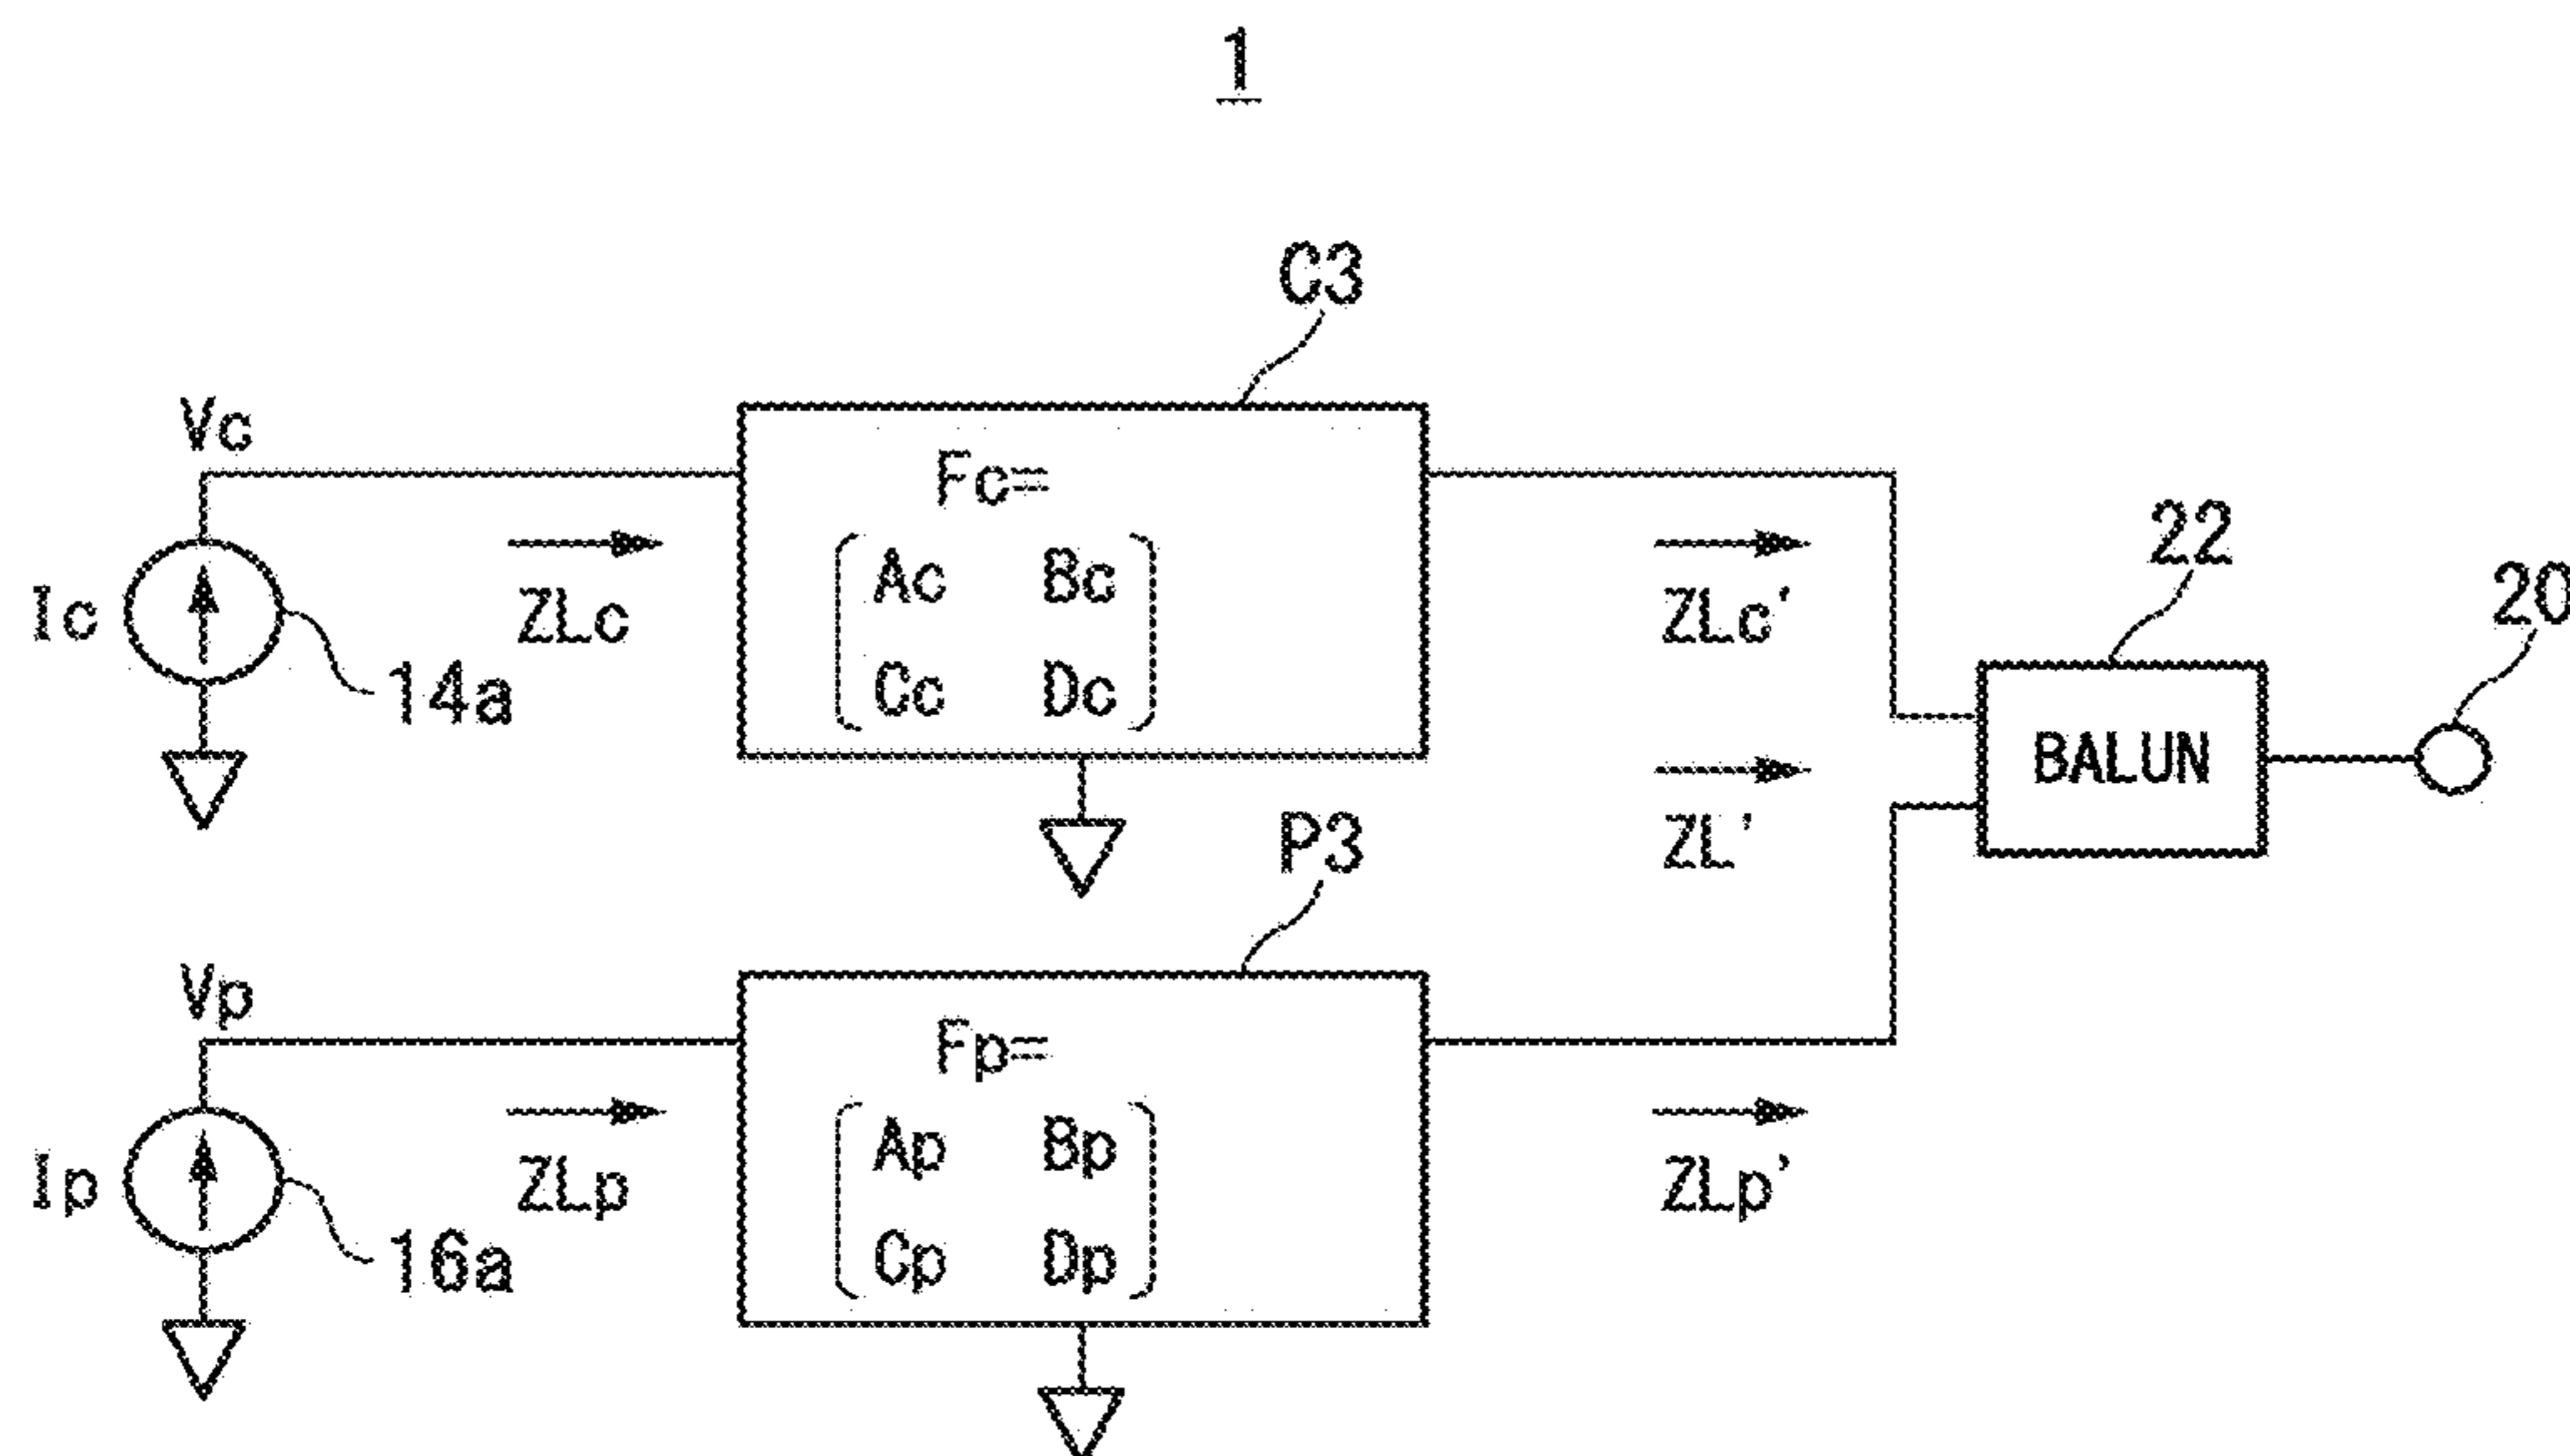 1
C3
Vc
Fc=
Ac Bc
Cc Dc
Ic
14a
ZLc
ZLc'
22
20
BALUN
ZL'
P3
Vp
Fp=
Ap Bp
Cp Dp
Ip
16a
ZLp
ZLp'